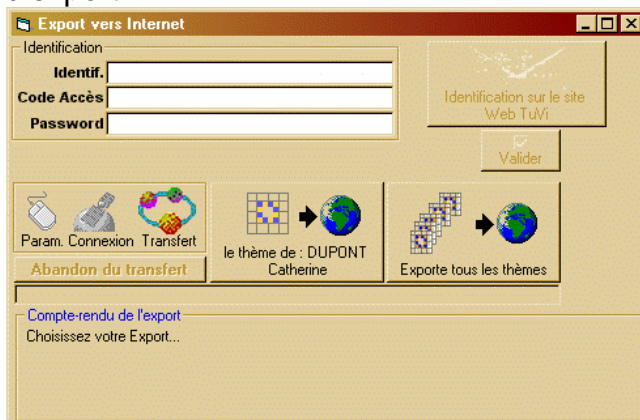 Export vers Internet
Identification
Identif.
Code Accès
Password
Identification sur le site
Web TuVi
Valider
Param. Connexion Transfert
Abandon du transfert
le thème de : DUPONT
Catherine
Exporte tous les thèmes
Compte-rendu de l'export
Choisissez votre Export...